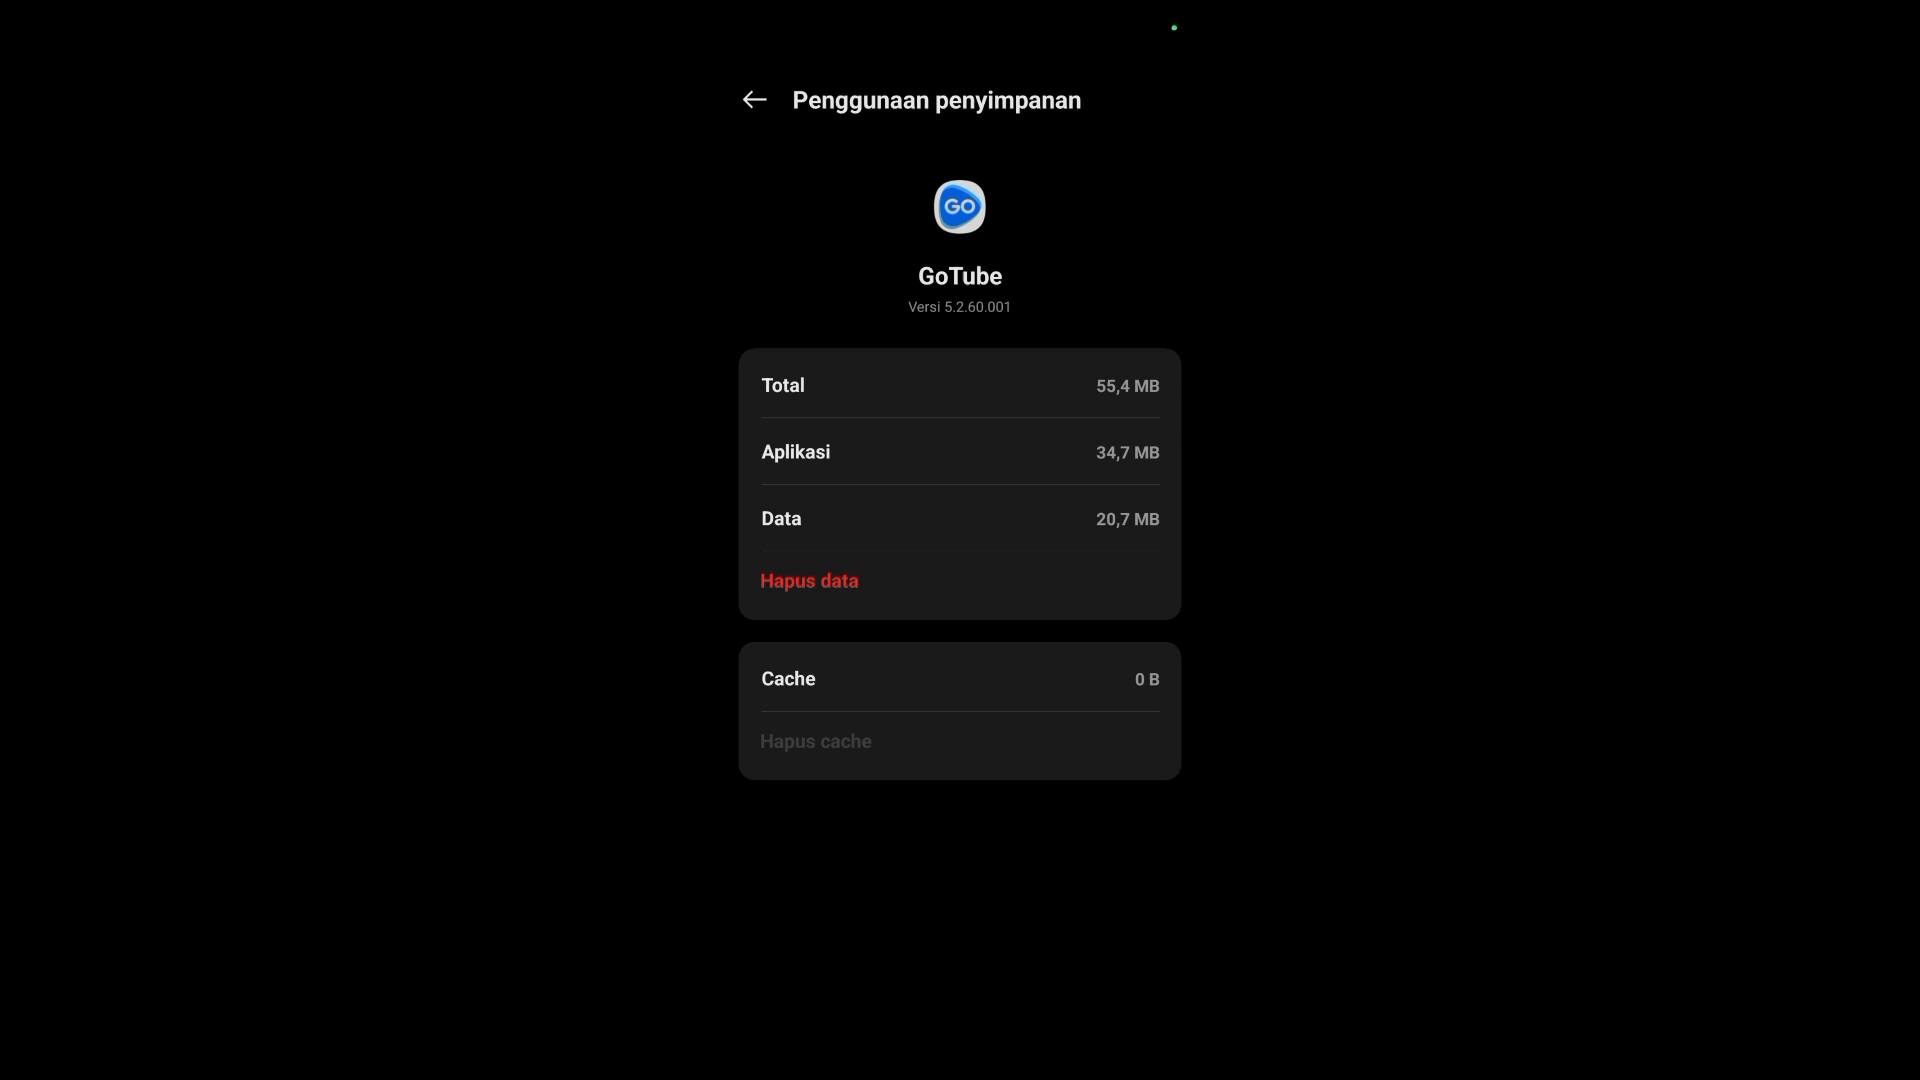 Penggunaan penyimpanan
GO
GoTube
Versi 5.2.60.001
Total 55,4 MB
Aplikasi 34,7 MB
Data 20,7 MB
Hapus data
Cache 0 B
Hapus cache